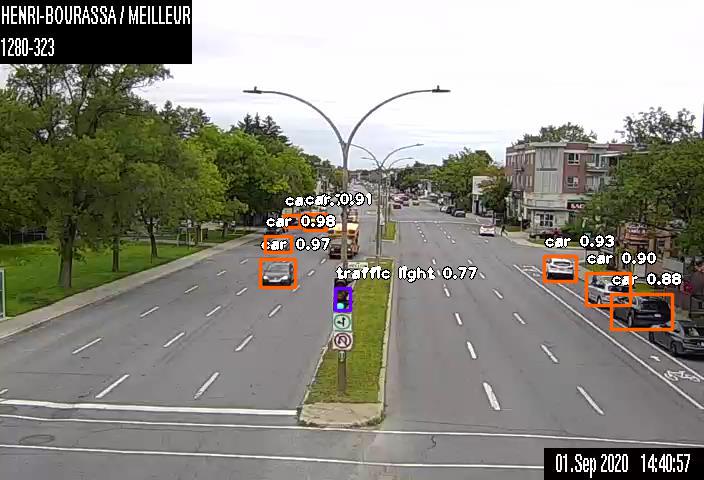 HENRI-BOURASSA / MEILLEUR
1280-323
car 0.91
car 0.98
car 0.97
car 0.93
car 0.90
car 0.88
traffic light 0.77
01.Sep 2020 14:40:57